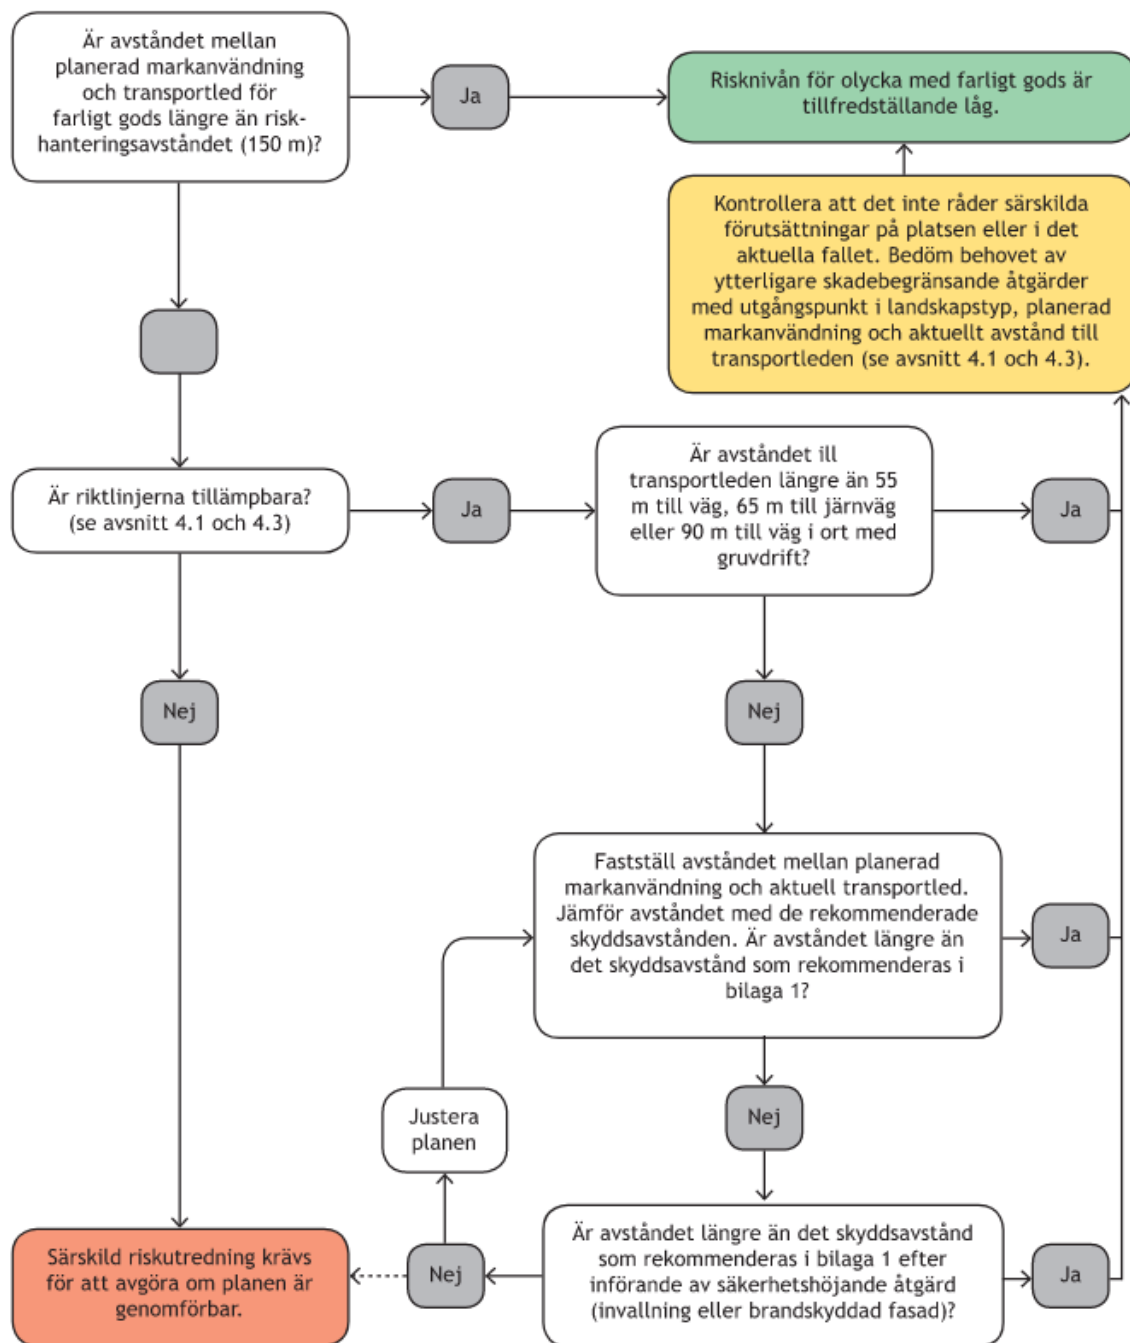 Är avståndet mellan
planerad markanvändning
och transportled för
farligt gods längre än risk-
hanteringsavståndet (150 m)?
Ja
Risknivån för olycka med farligt gods är
tillfredställande låg.
Kontrollera att det inte råder särskilda
förutsättningar på platsen eller i det
aktuella fallet. Bedöm behovet av
ytterligare skadebegränsande åtgärder
med utgångspunkt i landskapstyp, planerad
markanvändning och aktuellt avstånd till
transportleden (se avsnitt 4.1 och 4.3).
Är riktlinjerna tillämpbara?
(se avsnitt 4.1 och 4.3)
Ja
Är avståndet ill
transportleden längre än 55
m till väg, 65 m till järnväg
eller 90 m till väg i ort med
gruvdrift?
Ja
Nej
Nej
Fastställ avståndet mellan planerad
markanvändning och aktuell transportled.
Jämför avståndet med de rekommenderade
skyddsavstånden. Är avståndet längre än
det skyddsavstånd som rekommenderas i
bilaga 1?
Ja
Justera
planen
Nej
Särskild riskutredning krävs
för att avgöra om planen är
genomförbar.
Nej
Är avståndet längre än det skyddsavstånd
som rekommenderas i bilaga 1 efter
införande av säkerhetshöjande åtgärd
(invallning eller brandskyddad fasad)?
Ja